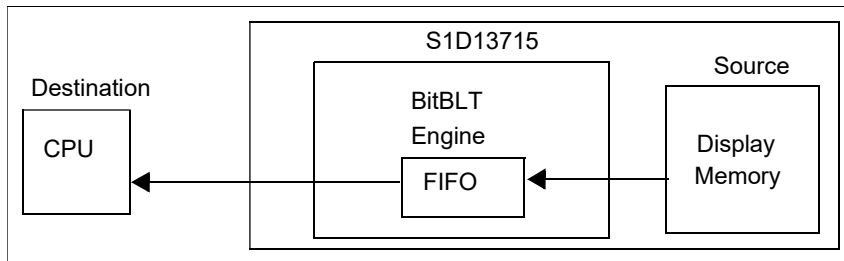 S1D13715
Destination
CPU
BitBLT
Engine
FIFO
Source
Display
Memory